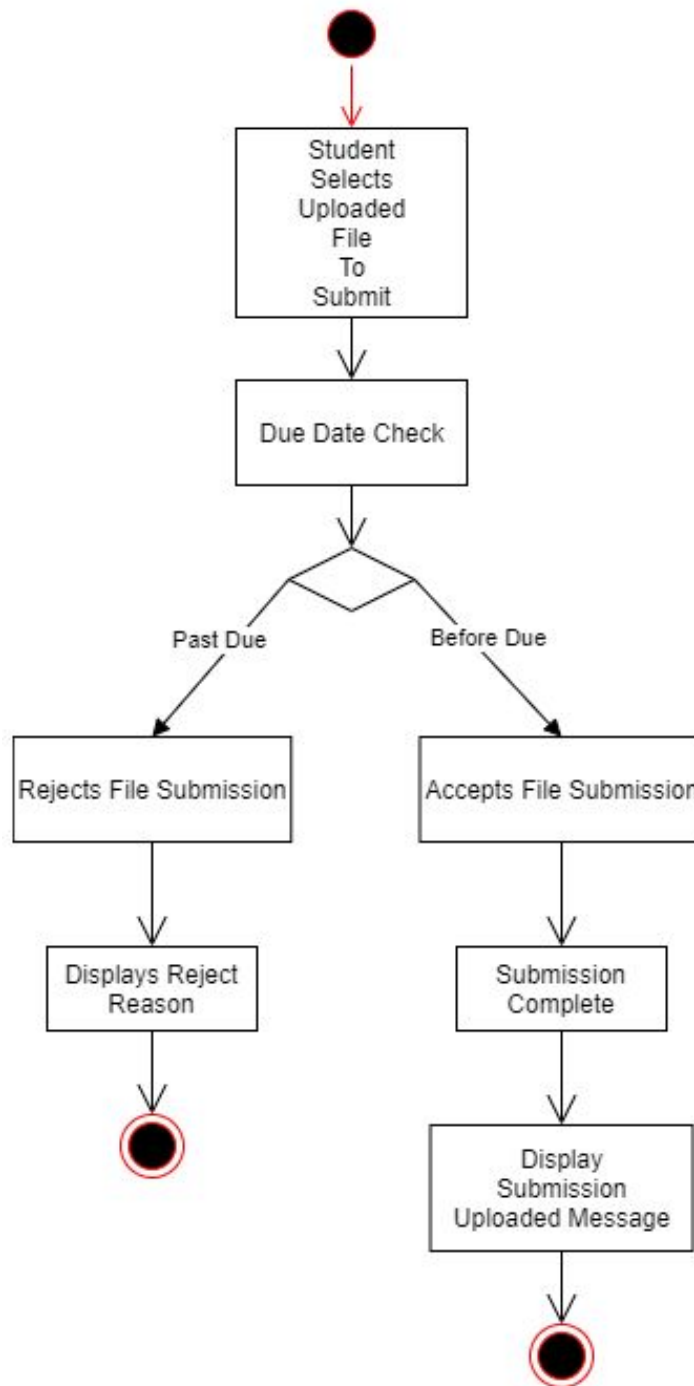 Student
Selects
Uploaded
File
To
Submit
Due Date Check
Past Due
Before Due
Rejects File Submission
Accepts File Submission
Displays Reject
Reason
Submission
Complete
Display
Submission
Uploaded Message